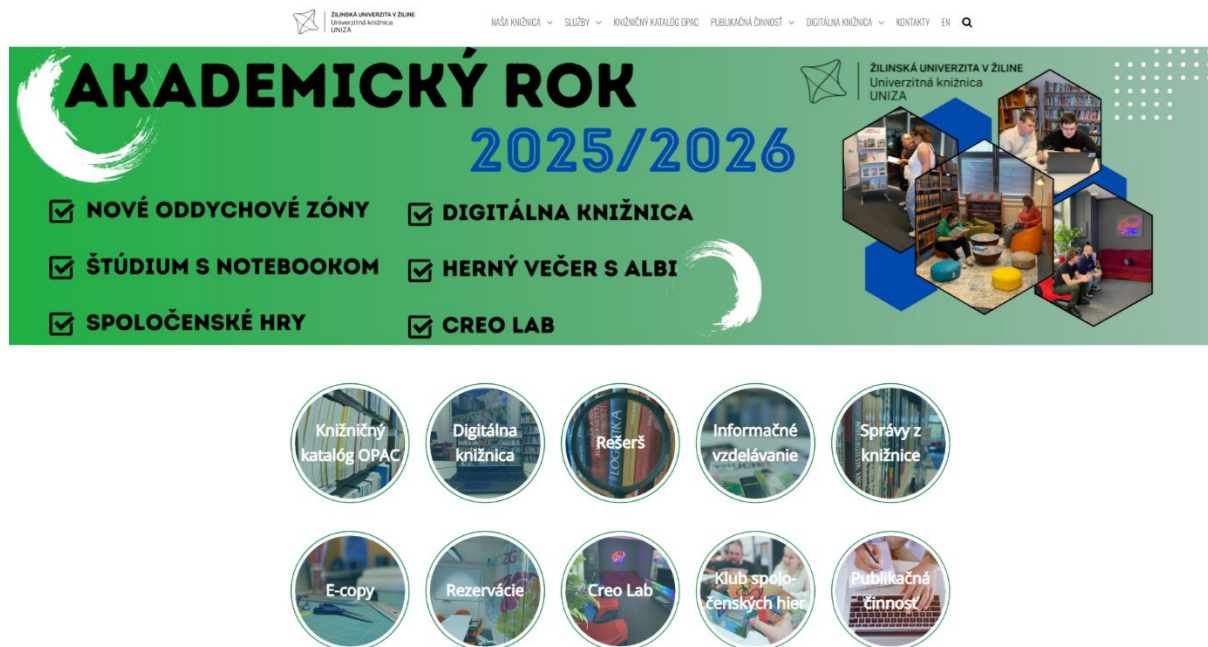 ŽILINSKÁ UNIVERZITA V ŽILINE
Univerzitná knižnica
UNIZA
NAŠA KNIŽNICA
SLUŽBY
KNIŽNIČNÝ KATALÓG OPAC
PUBLIKAČNÁ ČINNOSŤ
DIGITÁLNA KNIŽNICA
KONTAKTY
EN
AKADEMICKÝ ROK
2025/2026
ŽILINSKÁ UNIVERZITA V ŽILINE
Univerzitná knižnica
UNIZA
NOVÉ ODDYCHOVÉ ZÓNY
DIGITÁLNA KNIŽNICA
ŠTÚDIUM S NOTEBOOKOM
HERNÝ VEČER S ALBI
SPOLOČENSKÉ HRY
CREO LAB
Knižničný
katalóg OPAC
Digitálna
knižnica
Rešerš
Informačné
vzdelávanie
Správy z
knižnice
E-copy
Rezervácie
Creo Lab
Klub spolo-
čenských hier
Publikačná
činnosť
LOGISTIKA